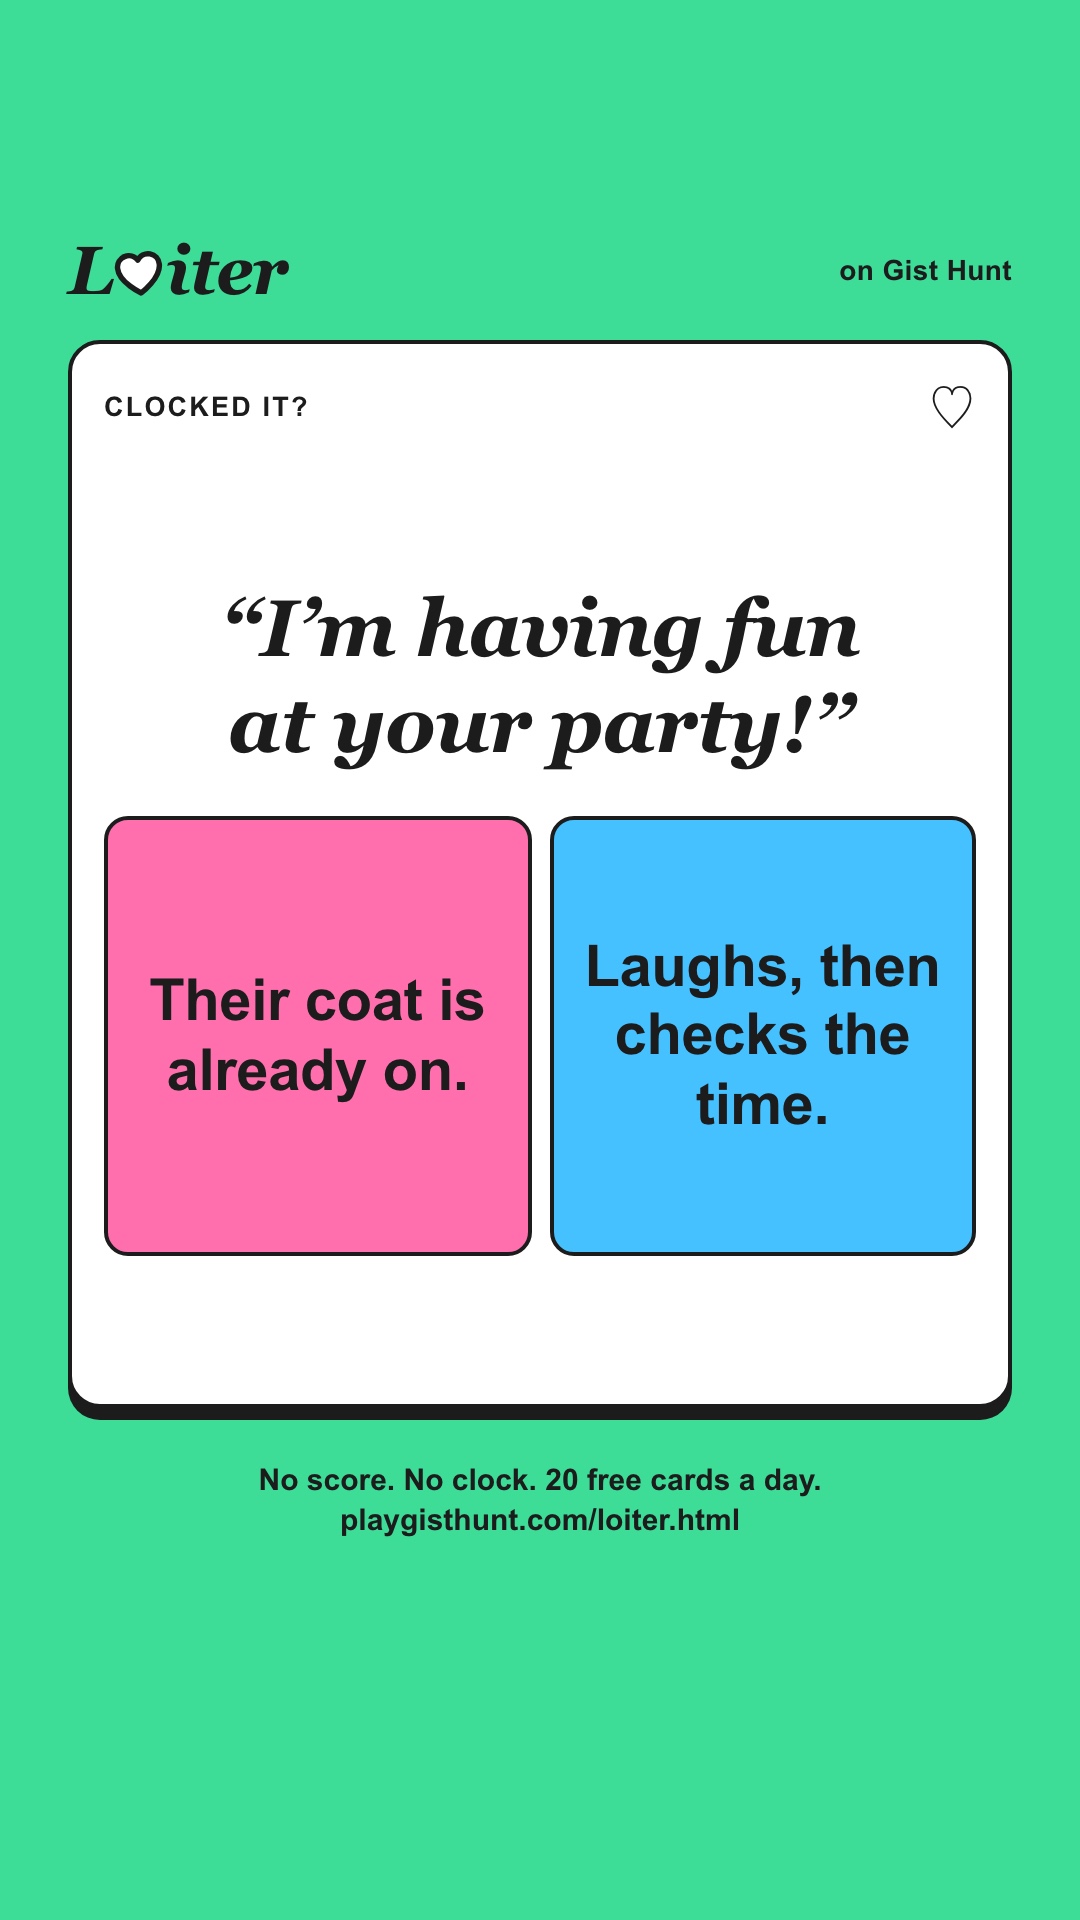 Loiter
on Gist Hunt
CLOCKED IT?
“I’m having fun
at your party!”
Their coat is
already on.
Laughs, then
checks the
time.
No score. No clock. 20 free cards a day.
playgisthunt.com/loiter.html